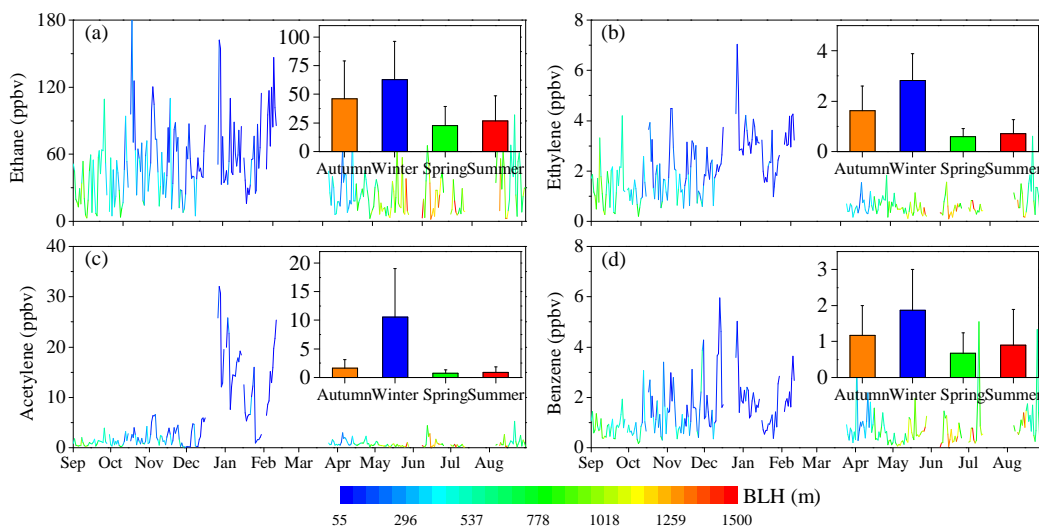 (a)
Ethane (ppbv)
180
120
60
0
100
75
50
25
0
Autumn Winter Spring Summer
(b)
Ethylene (ppbv)
8
6
4
2
0
4
2
0
Autumn Winter Spring Summer
(c)
Acetylene (ppbv)
40
30
20
10
0
20
15
10
5
0
Autumn Winter Spring Summer
Sep Oct Nov Dec Jan Feb Mar Apr May Jun Jul Aug
(d)
Benzene (ppbv)
8
6
4
2
0
3
2
1
0
Autumn Winter Spring Summer
Sep Oct Nov Dec Jan Feb Mar Apr May Jun Jul Aug
BLH (m)
55 296 537 778 1018 1259 1500